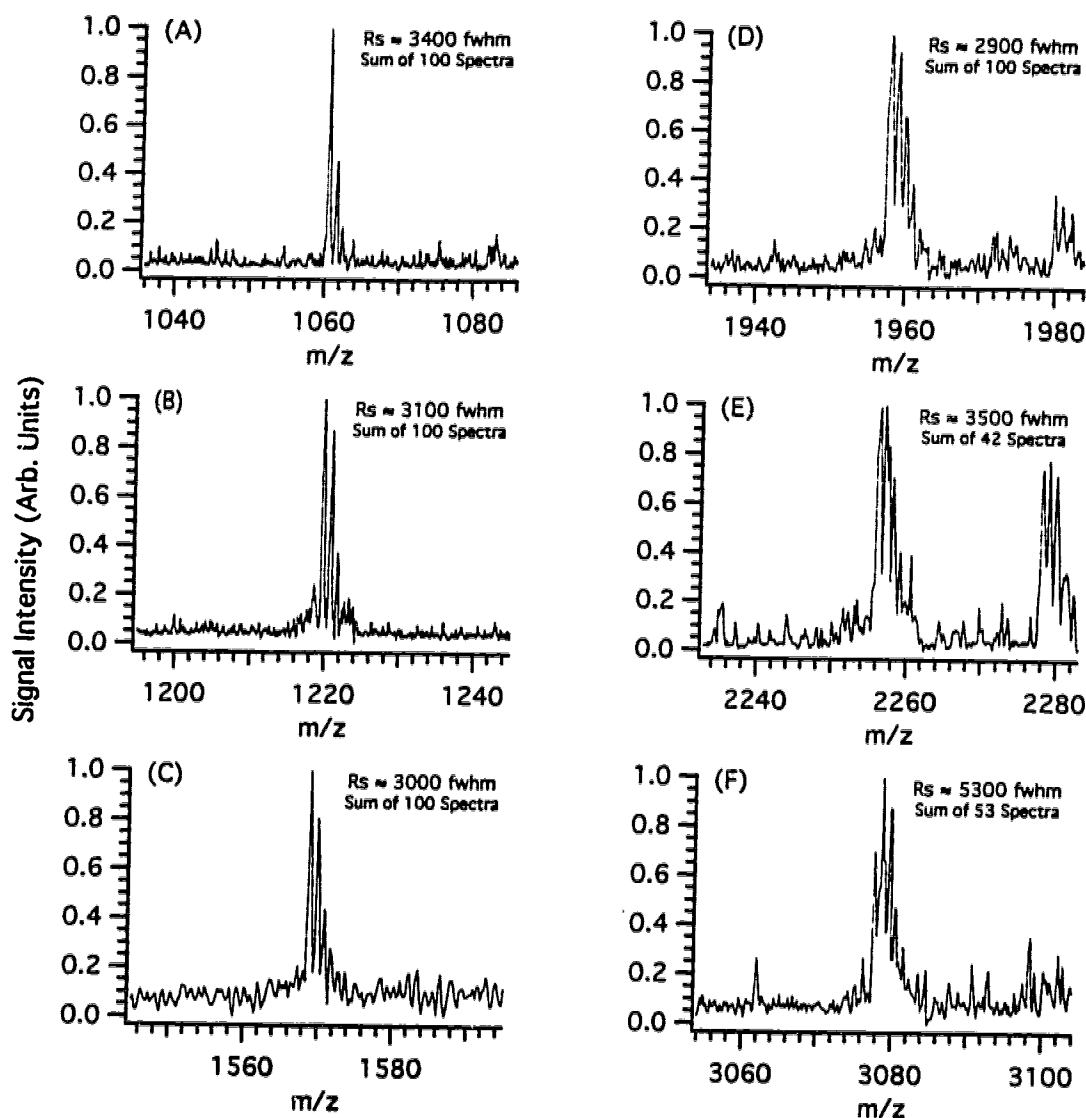 Signal Intensity (Arb. Units)
(A)
Rs ≈ 3400 fwhm
Sum of 100 Spectra
1.0
0.8
0.6
0.4
0.2
0.0
1040 1060 1080
m/z
(B)
Rs ≈ 3100 fwhm
Sum of 100 Spectra
1.0
0.8
0.6
0.4
0.2
0.0
1200 1220 1240
m/z
(C)
Rs ≈ 3000 fwhm
Sum of 100 Spectra
1.0
0.8
0.6
0.4
0.2
0.0
1560 1580
m/z
(D)
Rs ≈ 2900 fwhm
Sum of 100 Spectra
1.0
0.8
0.6
0.4
0.2
0.0
1940 1960 1980
m/z
(E)
Rs ≈ 3500 fwhm
Sum of 42 Spectra
1.0
0.8
0.6
0.4
0.2
0.0
2240 2260 2280
m/z
(F)
Rs ≈ 5300 fwhm
Sum of 53 Spectra
1.0
0.8
0.6
0.4
0.2
0.0
3060 3080 3100
m/z